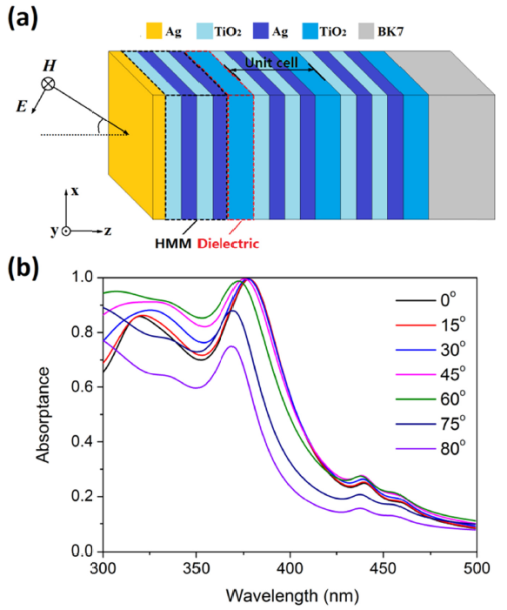 (a)
Ag TiO₂ Ag TiO₂ BK7
Unit cell
H
E
x
y z
HMM Dielectric
(b)
1.0
0.8
0.6
0.4
0.2
0.0
Absorptance
0°
15°
30°
45°
60°
75°
80°
300 350 400 450 500
Wavelength (nm)